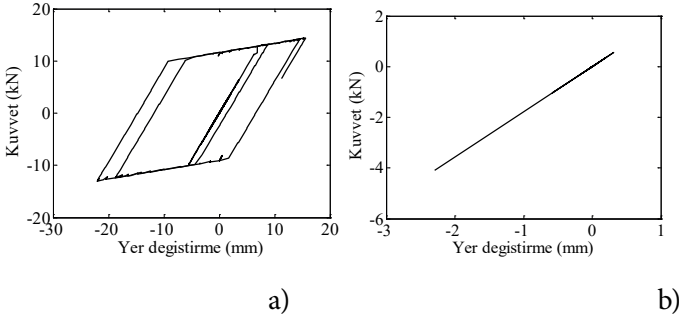 20
10
0
-10
-20
-30 -20 -10 0 10 20
Kuvvet (kN)
Yer degistirme (mm)
a)
2
0
-2
-4
-6
-3 -2 -1 0 1
Kuvvet (kN)
Yer degistirme (mm)
b)